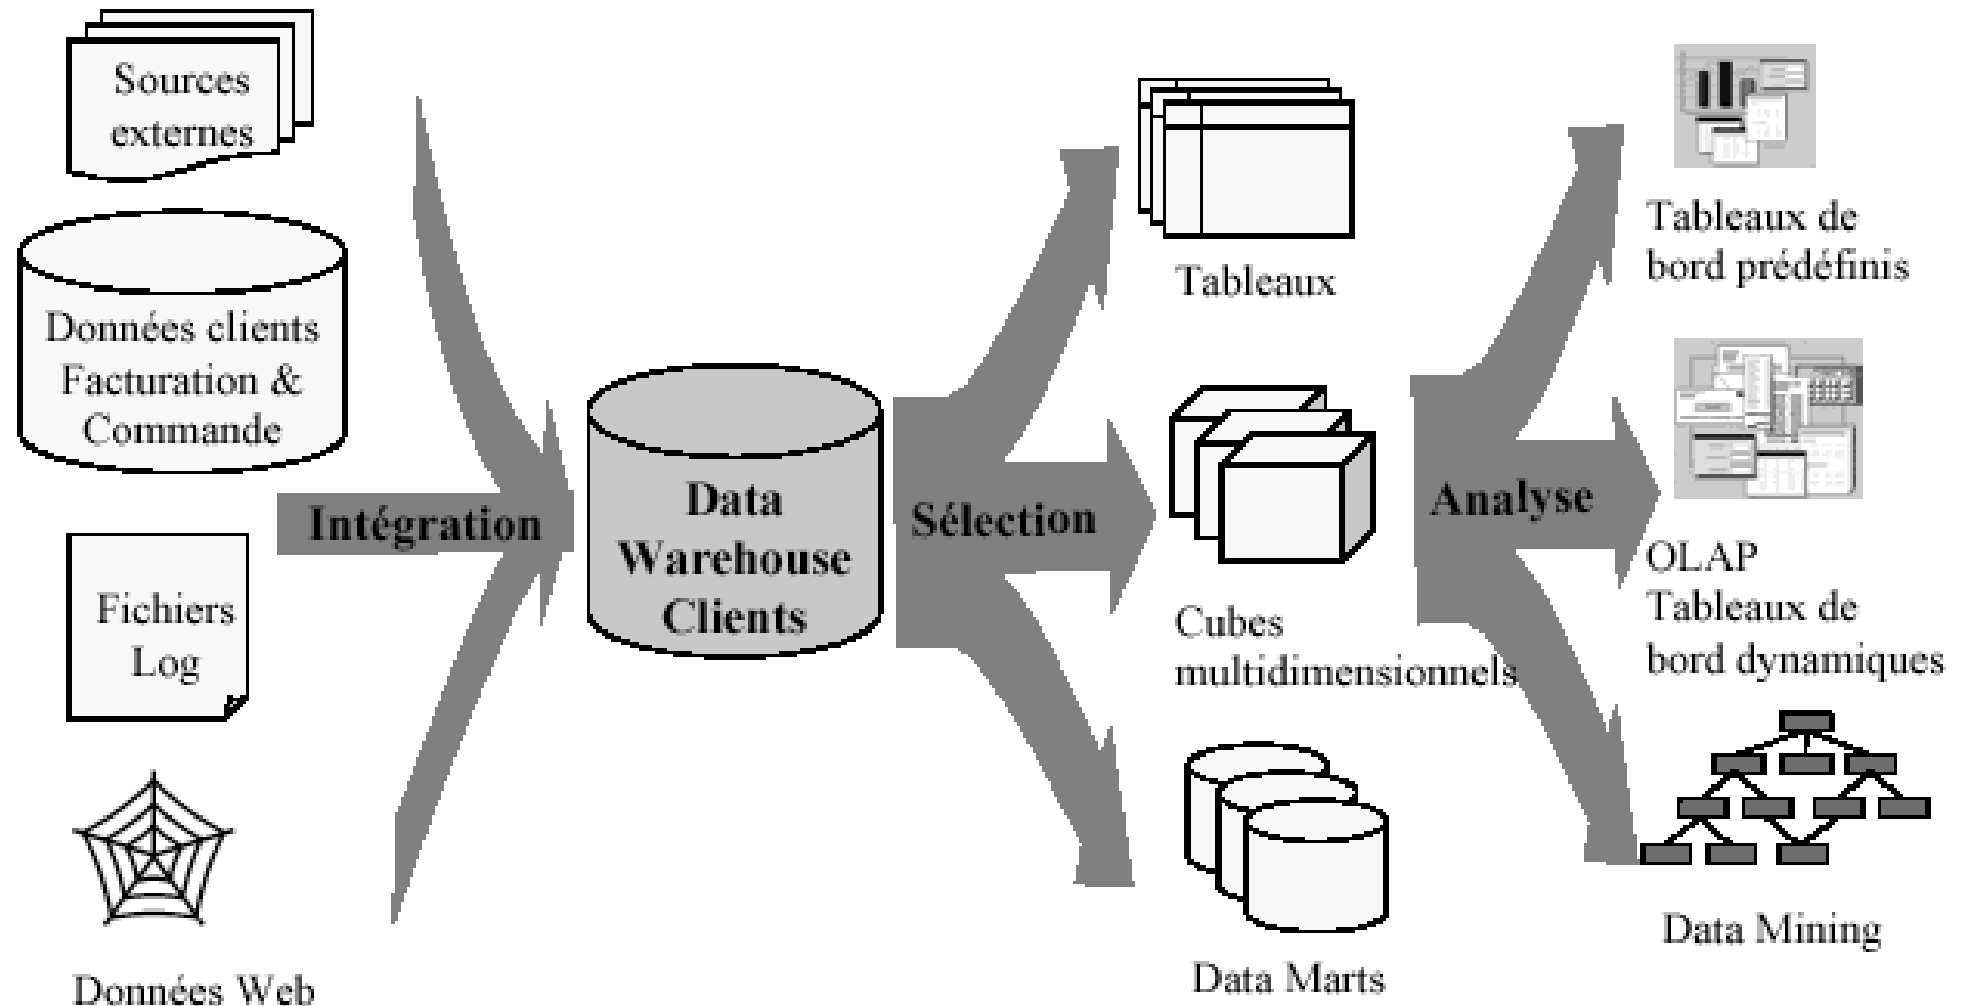 Sources
externes
Données clients
Facturation &
Commande
Fichiers
Log
Données Web
Intégration
Data
Warehouse
Clients
Sélection
Tableaux
Cubes
multidimensionnels
Data Marts
Analyse
Tableaux de
bord prédéfinis
OLAP
Tableaux de
bord dynamiques
Data Mining